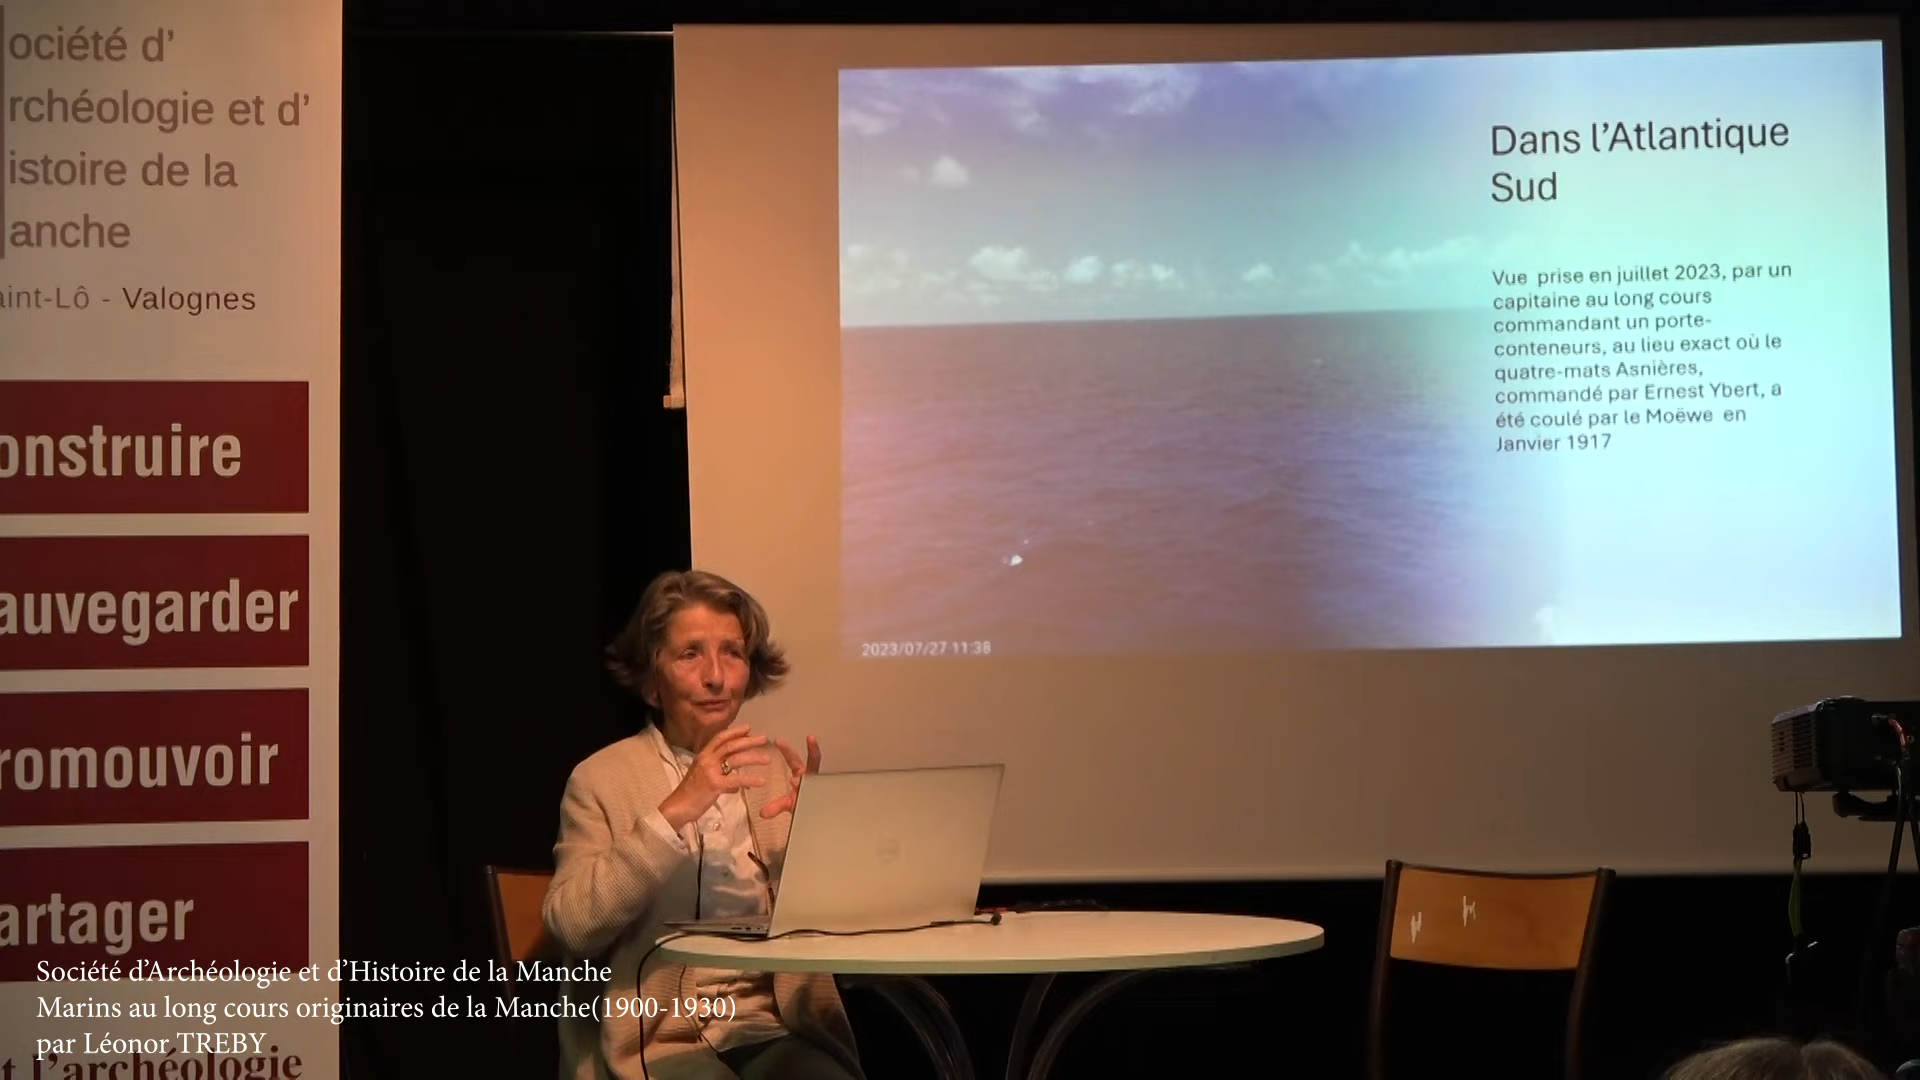 ociété d’
rchéologie et d’
istoire de la
anche
aint-Lô - Valognes
onstruire
auvegarder
romouvoir
artager
t l’archéologie
Dans l’Atlantique
Sud
Vue prise en juillet 2023, par un
capitaine au long cours
commandant un porte-
conteneurs, au lieu exact où le
quatre-mats Asnières,
commandé par Ernest Ybert, a
été coulé par le Moëwe en
Janvier 1917
2023/07/27 11:38
Société d’Archéologie et d’Histoire de la Manche
Marins au long cours originaires de la Manche(1900-1930)
par Léonor TREBY